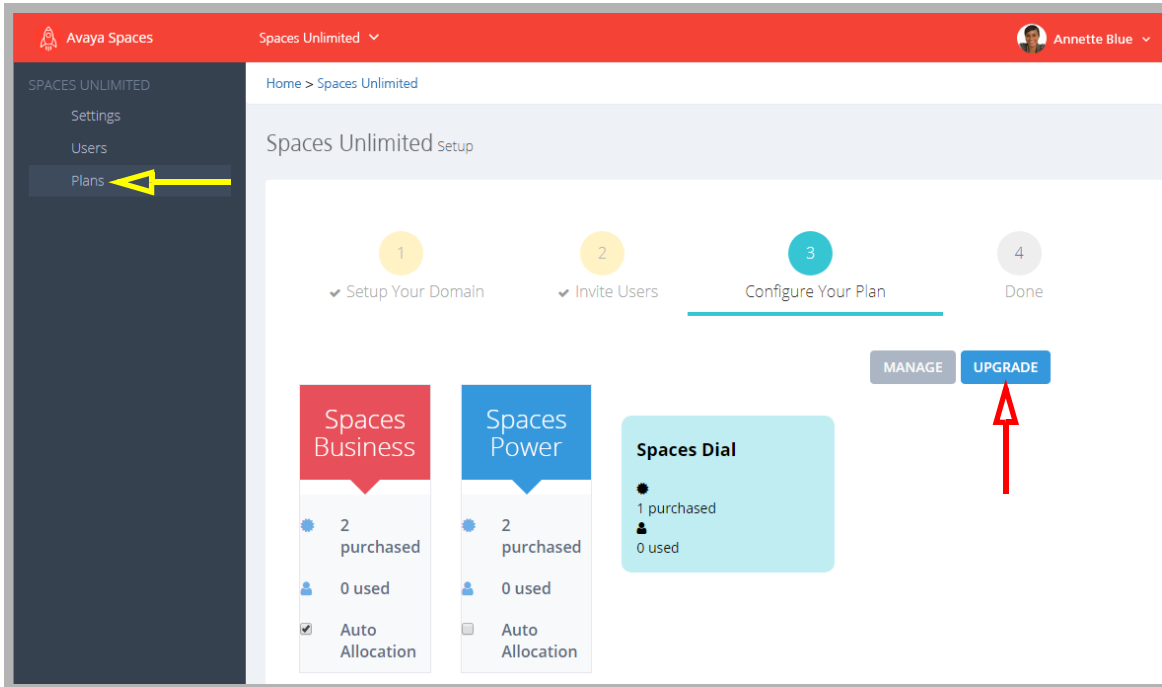 Avaya Spaces
Spaces Unlimited
Annette Blue
SPACES UNLIMITED
Settings
Users
Plans
Home > Spaces Unlimited
Spaces Unlimited Setup
1
2
3
4
Setup Your Domain
Invite Users
Configure Your Plan
Done
MANAGE
UPGRADE
Spaces
Business
2
purchased
0 used
Auto
Allocation
Spaces
Power
2
purchased
0 used
Auto
Allocation
Spaces Dial
1 purchased
0 used